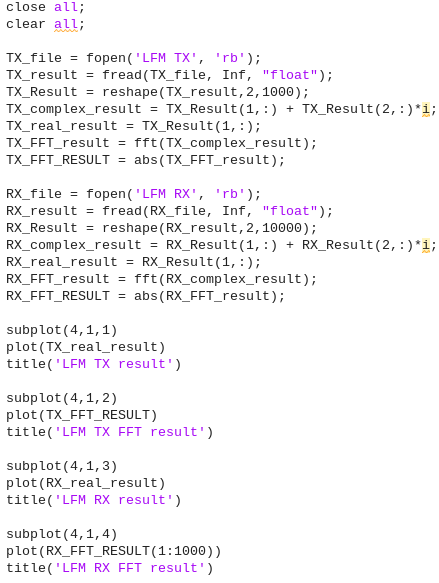 close all;
clear all;
TX_file = fopen('LFM TX', 'rb');
TX_result = fread(TX_file, Inf, "float");
TX_Result = reshape(TX_result,2,1000);
TX_complex_result = TX_Result(1,:) + TX_Result(2,:)*i;
TX_real_result = TX_Result(1,:);
TX_FFT_result = fft(TX_complex_result);
TX_FFT_RESULT = abs(TX_FFT_result);
RX_file = fopen('LFM RX', 'rb');
RX_result = fread(RX_file, Inf, "float");
RX_Result = reshape(RX_result,2,10000);
RX_complex_result = RX_Result(1,:) + RX_Result(2,:)*i;
RX_real_result = RX_Result(1,:);
RX_FFT_result = fft(RX_complex_result);
RX_FFT_RESULT = abs(RX_FFT_result);
subplot(4,1,1)
plot(TX_real_result)
title('LFM TX result')
subplot(4,1,2)
plot(TX_FFT_RESULT)
title('LFM TX FFT result')
subplot(4,1,3)
plot(RX_real_result)
title('LFM RX result')
subplot(4,1,4)
plot(RX_FFT_RESULT(1:1000))
title('LFM RX FFT result')